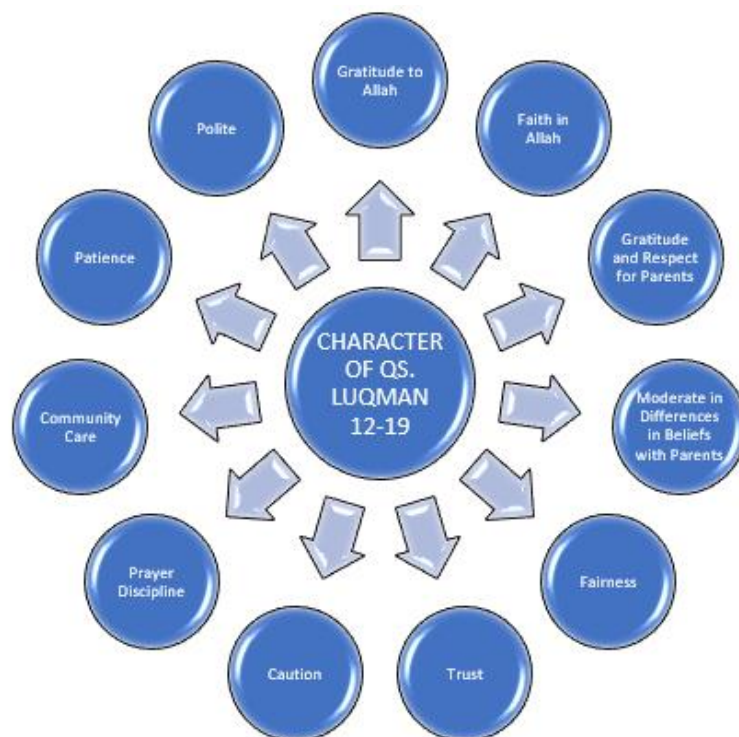 Gratitude to
Allah
Faith in
Allah
Gratitude
and Respect
for Parents
Moderate in
Differences
in Beliefs
with Parents
Fairness
Trust
Caution
Prayer
Discipline
Community
Care
Patience
Polite
CHARACTER
OF QS.
LUQMAN
12-19